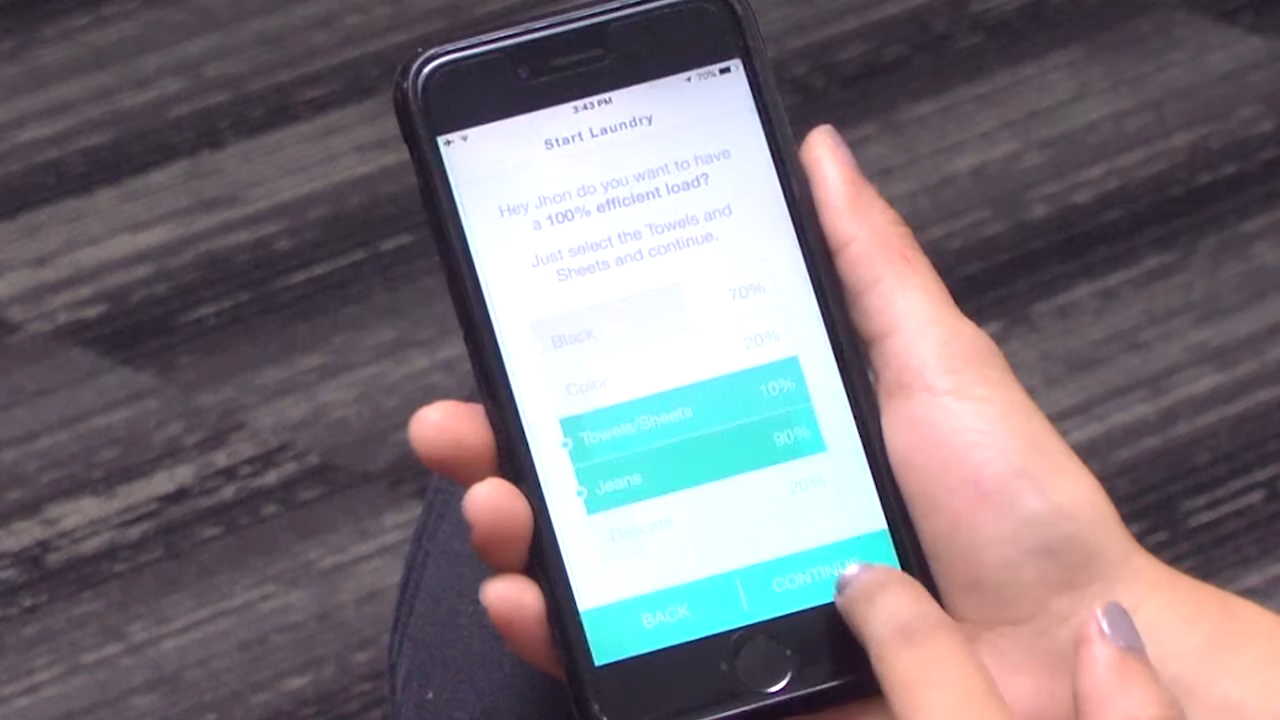 70%
3:43 PM
Start Laundry
Hey Jhon do you want to have
a 100% efficient load?
Just select the Towels and
Sheets and continue.
Black 70%
Color 20%
Towels/Sheets 10%
Jeans 90%
Delicate 20%
BACK CONTINUE